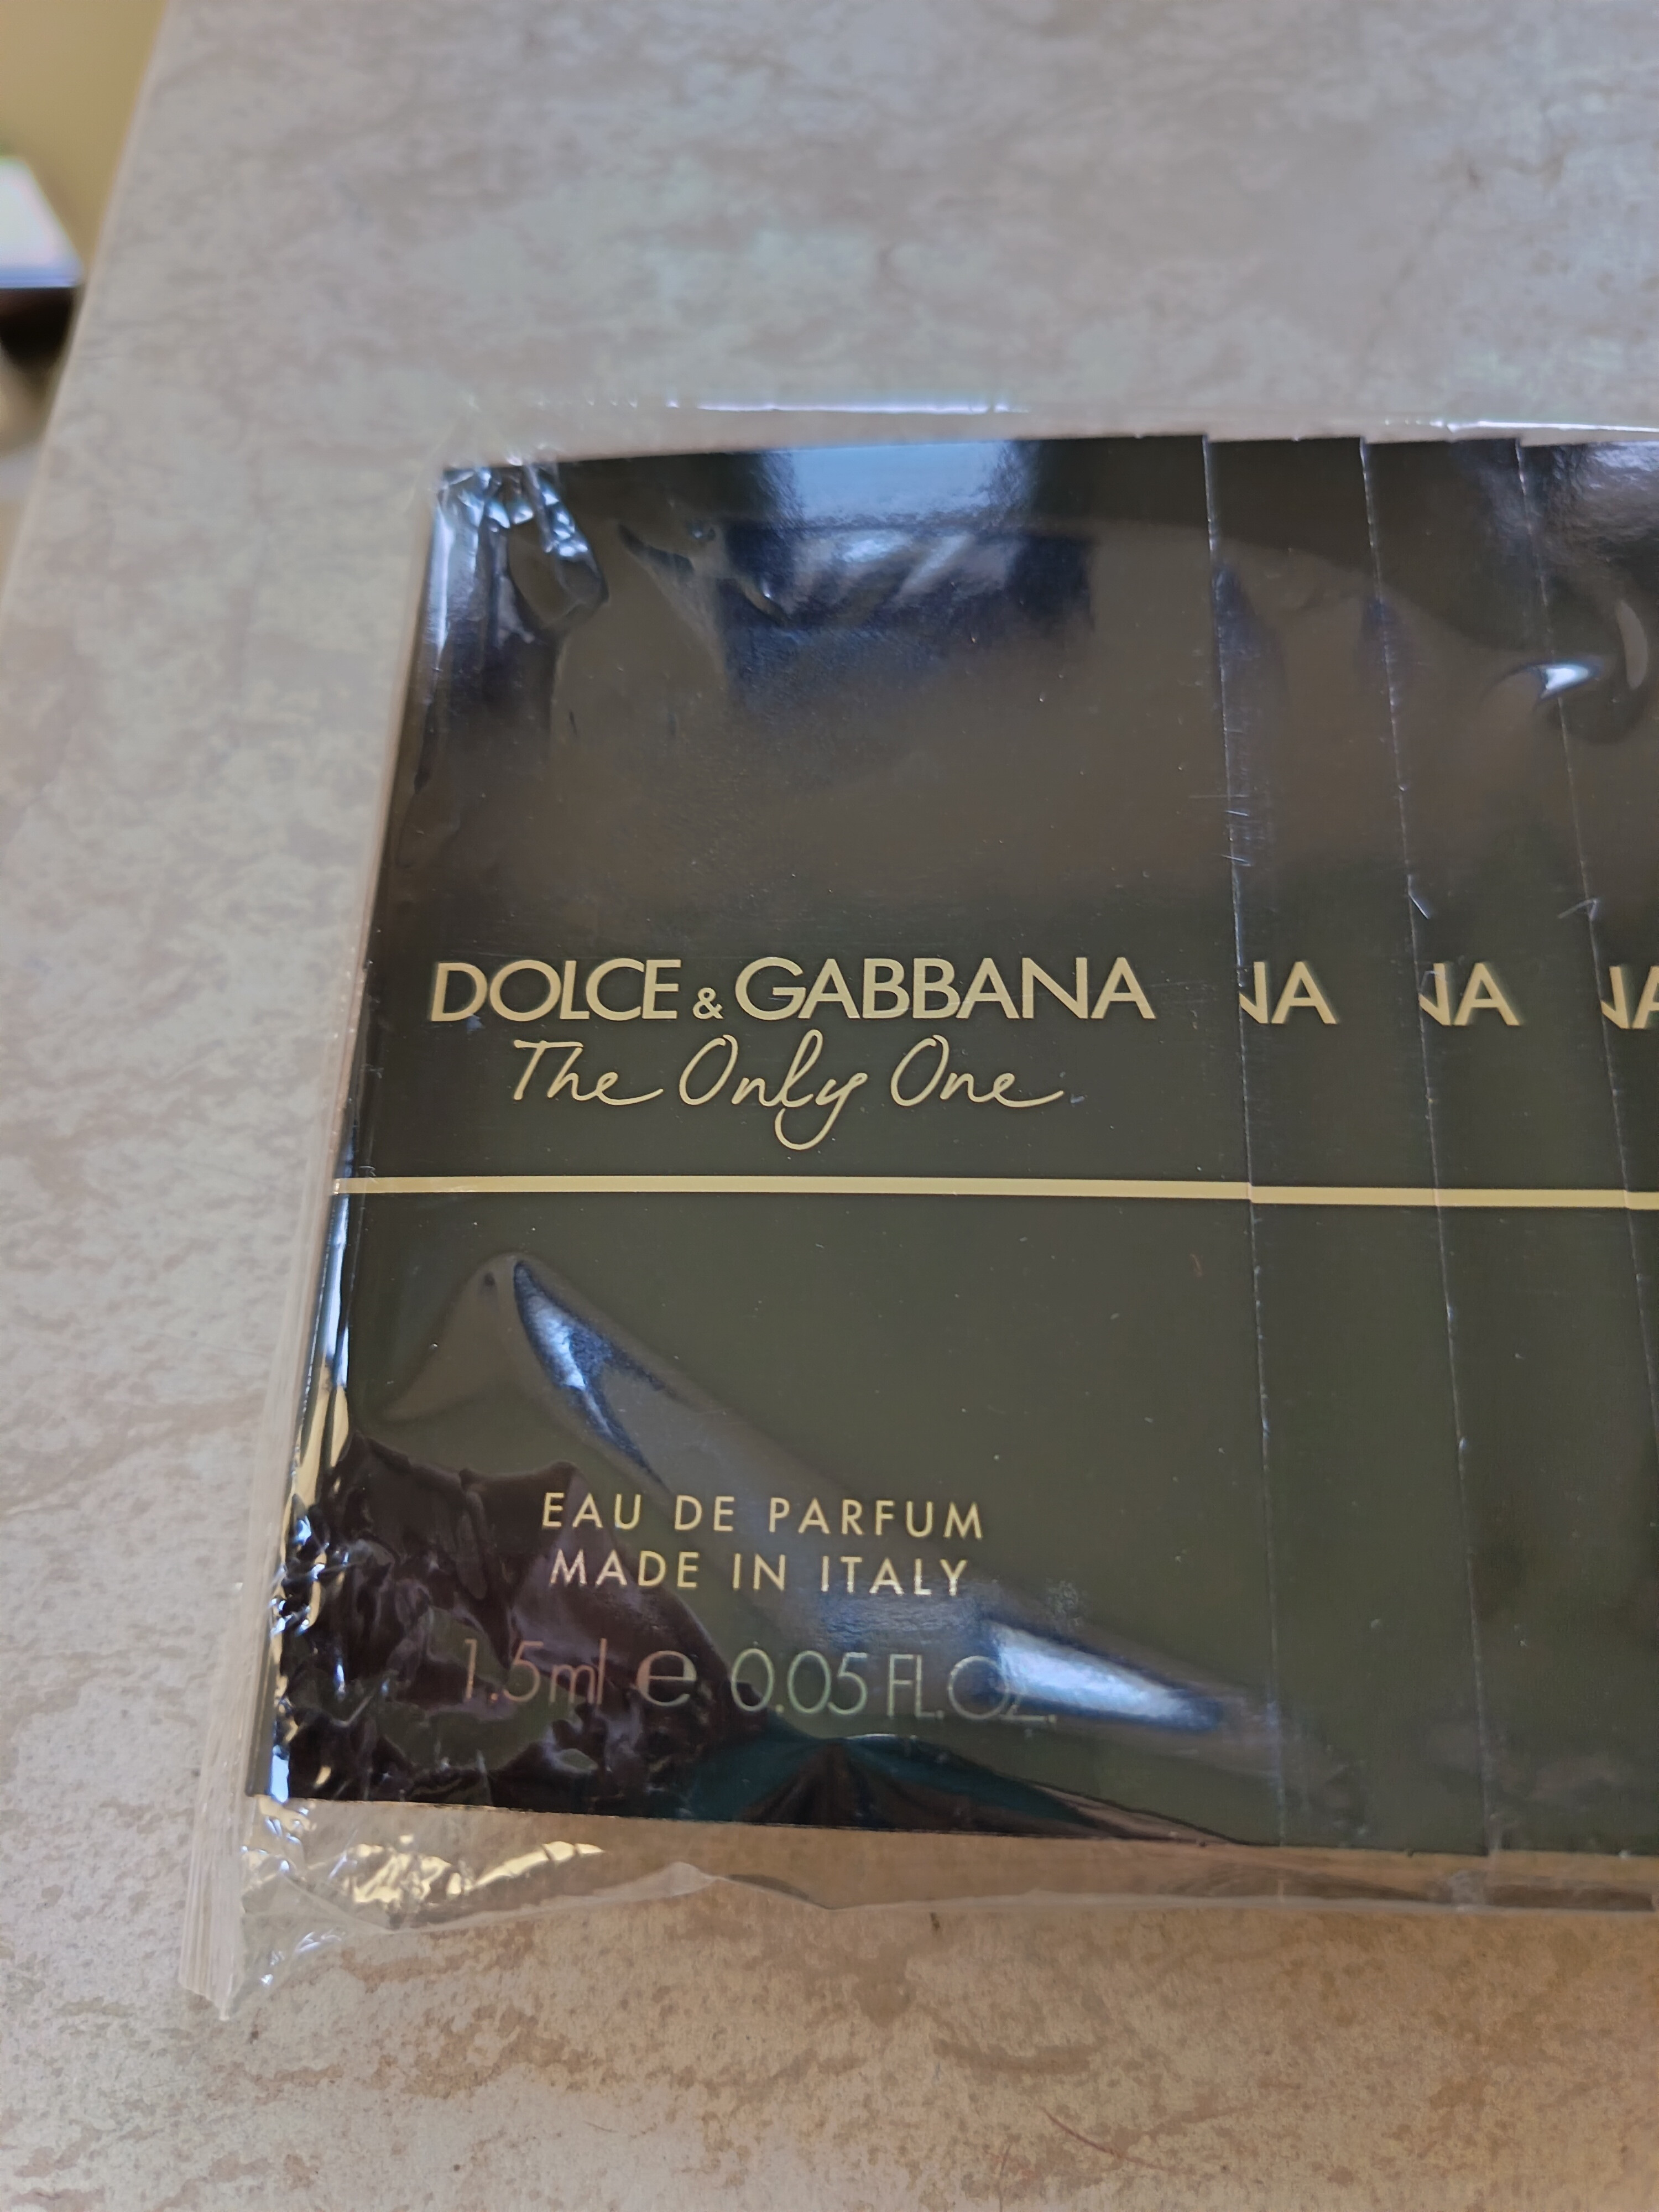 DOLCE & GABBANA NA NA NA
The Only One
EAU DE PARFUM
MADE IN ITALY
1.5ml e 0.05 FL.OZ.